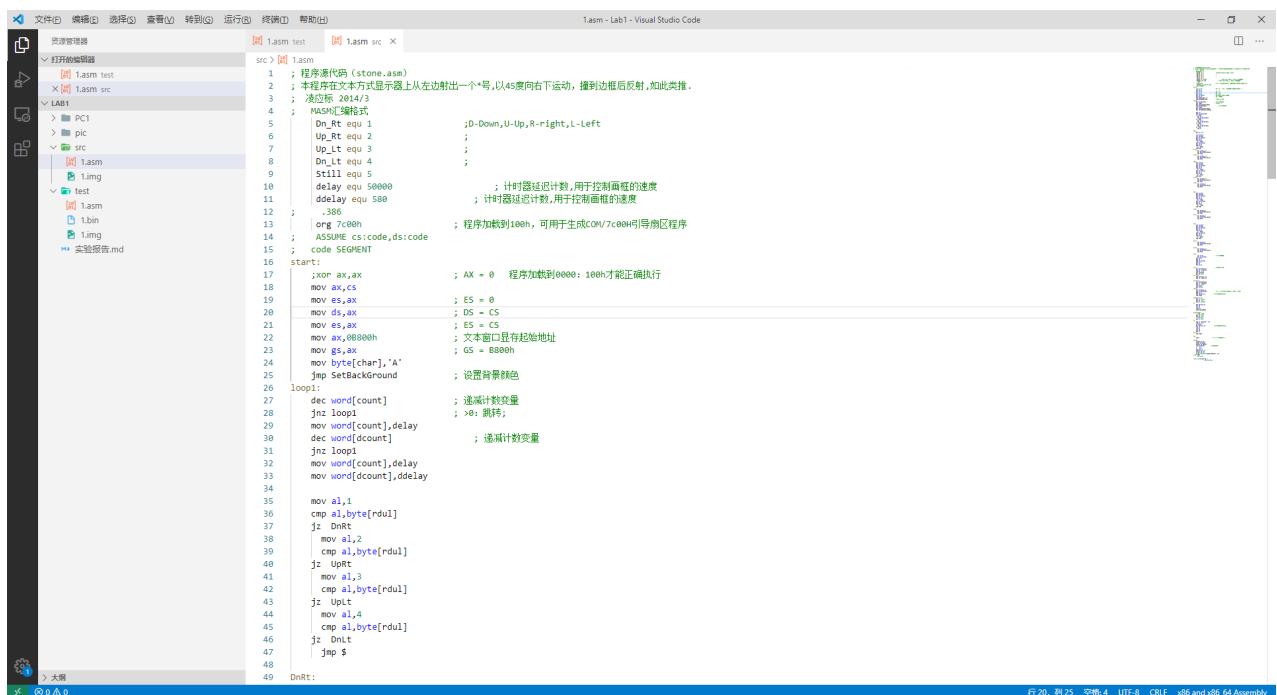 文件(F) 编辑(E) 选择(S) 查看(V) 转到(G) 运行(R) 终端(T) 帮助(H) 1.asm - Lab1 - Visual Studio Code
资源管理器
1.asm test
1.asm src
打开的编辑器
1.asm test
1.asm src
LAB1
PC1
pic
src
1.asm
1.img
test
1.asm
1.bin
1.img
实验报告.md
大纲
src > 1.asm
1 ; 程序源代码(stone.asm)
2 ; 本程序在文本方式显示器上从左边射出一个*号,以45度向右下运动,撞到边框后反射,如此类推.
3 ; 凌应标 2014/3
4 ; MASM汇编格式
5 Dn_Rt equ 1 ;D-Down,U-Up,R-right,L-Left
6 Up_Rt equ 2 ;
7 Up_Lt equ 3 ;
8 Dn_Lt equ 4 ;
9 Still equ 5
10 delay equ 50000 ; 计时器延迟计数,用于控制画框的速度
11 ddelay equ 580 ; 计时器延迟计数,用于控制画框的速度
12 ; .386
13 org 7c00h ; 程序加载到100h,可用于生成COM/7c00H引导扇区程序
14 ; ASSUME cs:code,ds:code
15 ; code SEGMENT
16 start:
17 ;xor ax,ax ; AX = 0 程序加载到0000:100h才能正确执行
18 mov ax,cs
19 mov es,ax ; ES = 0
20 mov ds,ax ; DS = CS
21 mov es,ax ; ES = CS
22 mov ax,0B800h ; 文本窗口显存起始地址
23 mov gs,ax ; GS = B800h
24 mov byte[char],'A'
25 jmp SetBackGround ; 设置背景颜色
26 loop1:
27 dec word[count] ; 递减计数变量
28 jnz loop1 ; >0:跳转;
29 mov word[count],delay
30 dec word[dcount] ; 递减计数变量
31 jnz loop1
32 mov word[count],delay
33 mov word[dcount],ddelay
34
35 mov al,1
36 cmp al,byte[rdul]
37 jz DnRt
38 mov al,2
39 cmp al,byte[rdul]
40 jz UpRt
41 mov al,3
42 cmp al,byte[rdul]
43 jz UpLt
44 mov al,4
45 cmp al,byte[rdul]
46 jz DnLt
47 jmp $
48
49 DnRt:
0 0 行 20,列 25 空格: 4 UTF-8 CRLF x86 and x86_64 Assembly